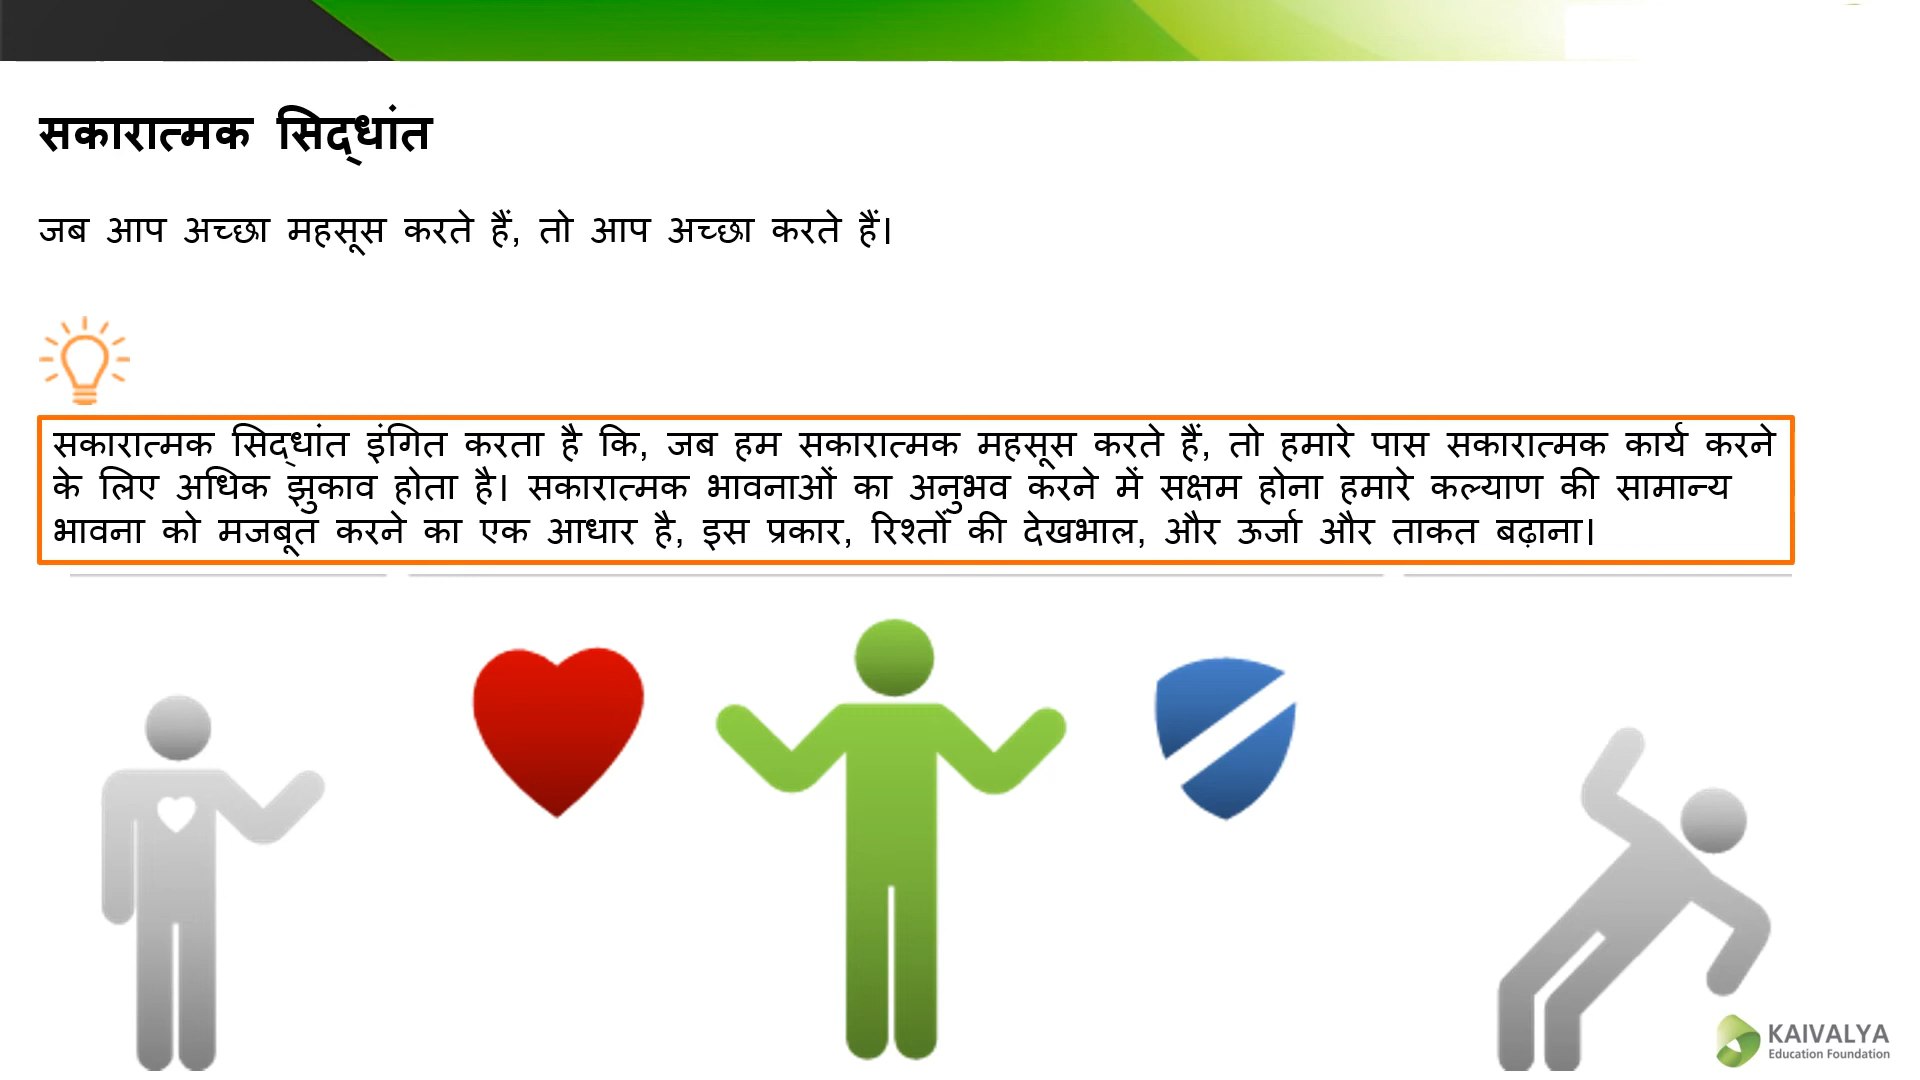 सकारात्मक सिद्‌धांत
जब आप अच्छा महसूस करते हैं, तो आप अच्छा करते हैं।
सकारात्मक सिद्‌धांत इंगित करता है कि, जब हम सकारात्मक महसूस करते हैं, तो हमारे पास सकारात्मक कार्य करने
के लिए अधिक झुकाव होता है। सकारात्मक भावनाओं का अनुभव करने में सक्षम होना हमारे कल्याण की सामान्य
भावना को मजबूत करने का एक आधार है, इस प्रकार, रिश्तों की देखभाल, और ऊर्जा और ताकत बढ़ाना।
KAIVALYA
Education Foundation